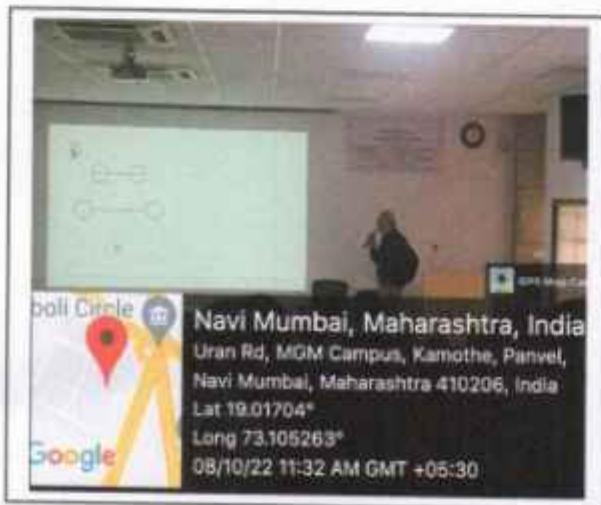 boli Circle
Google
Navi Mumbai, Maharashtra, India
Uran Rd, MGM Campus, Kamothe, Panvel,
Navi Mumbai, Maharashtra 410206, India
Lat 19.01704°
Long 73.105263°
08/10/22 11:32 AM GMT +05:30